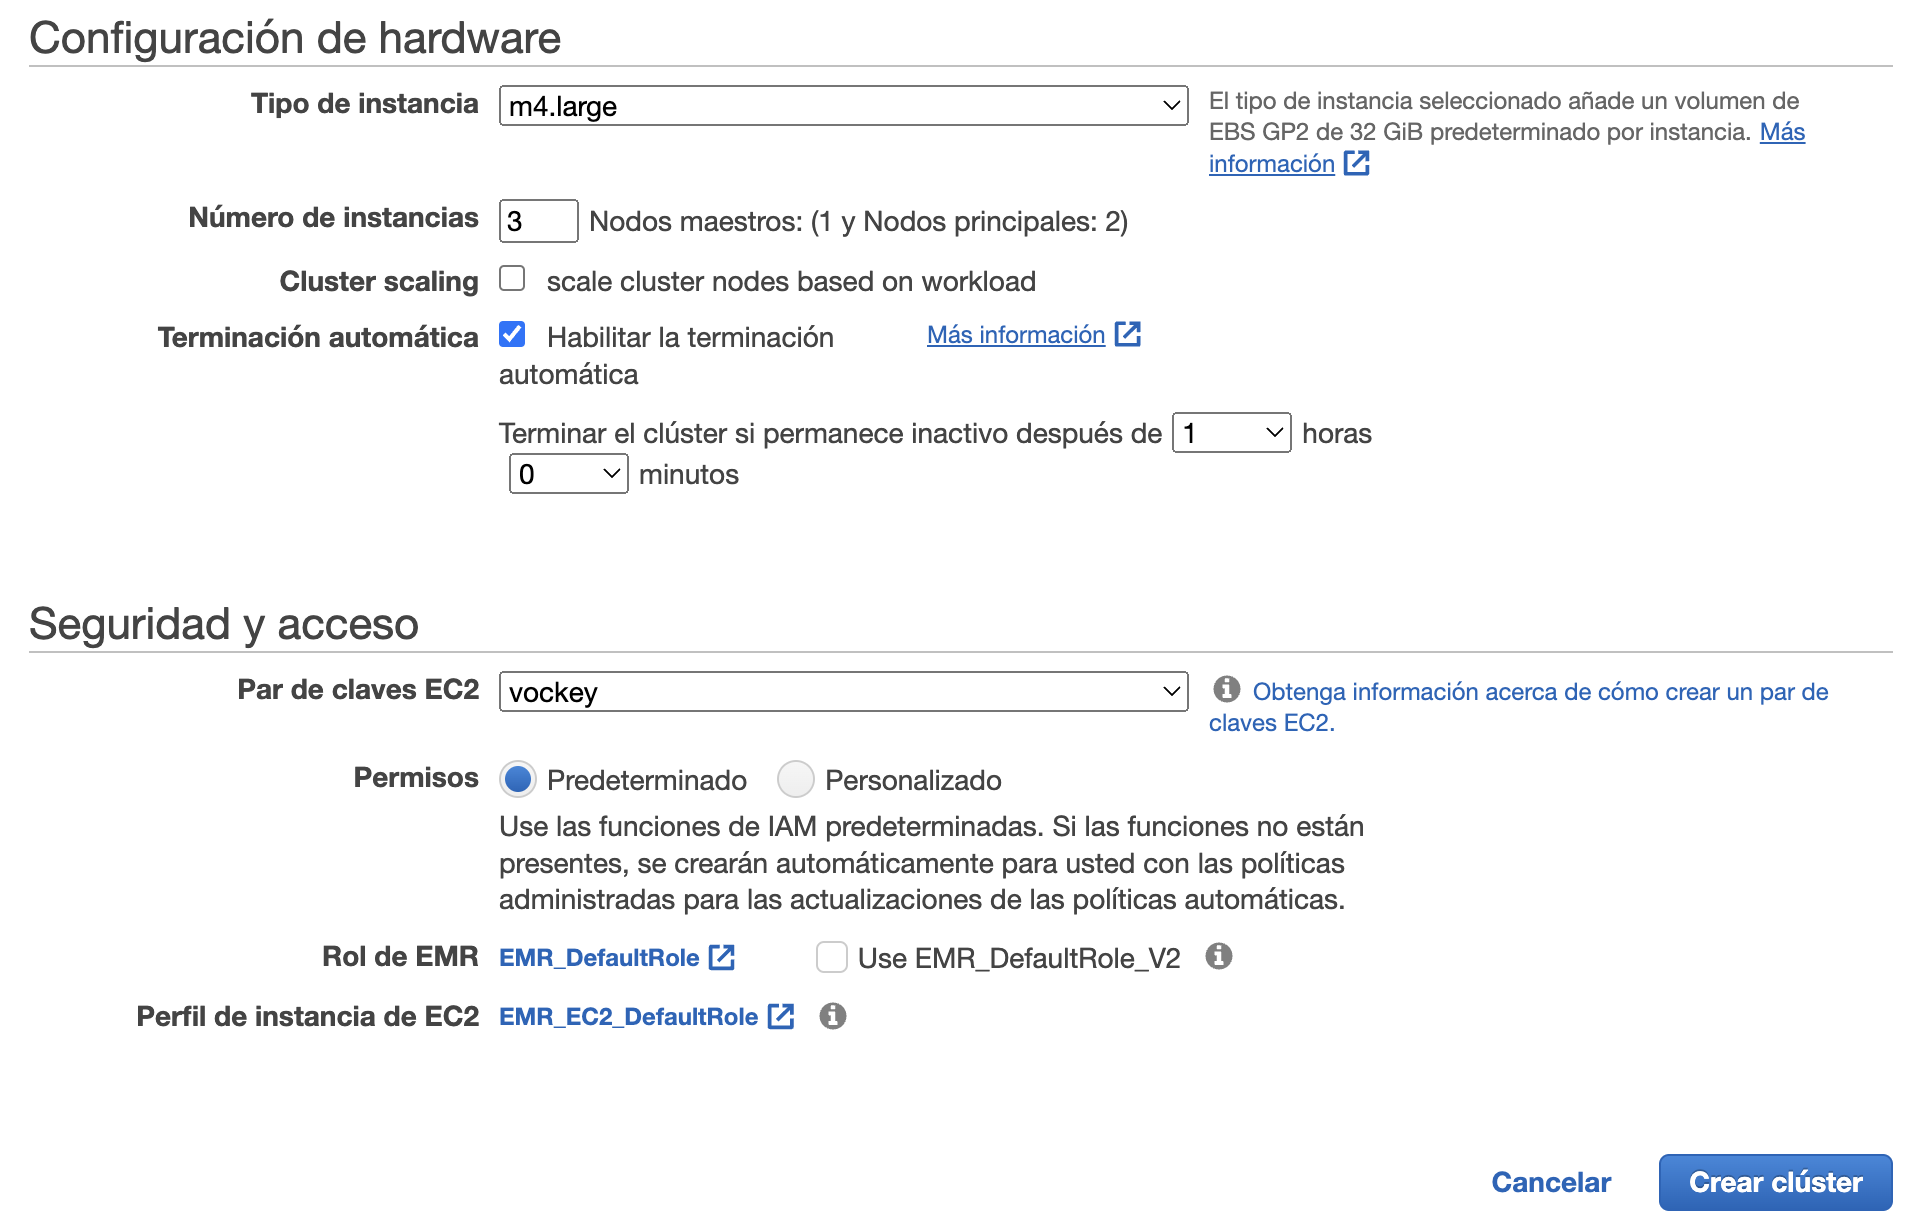 Configuración de hardware
Tipo de instancia m4.large El tipo de instancia seleccionado añade un volumen de
EBS GP2 de 32 GiB predeterminado por instancia. Más
información
Número de instancias 3 Nodos maestros: (1 y Nodos principales: 2)
Cluster scaling scale cluster nodes based on workload
Terminación automática Habilitar la terminación Más información
automática
Terminar el clúster si permanece inactivo después de 1 horas
0 minutos
Seguridad y acceso
Par de claves EC2 vockey Obtenga información acerca de cómo crear un par de
claves EC2.
Permisos Predeterminado Personalizado
Use las funciones de IAM predeterminadas. Si las funciones no están
presentes, se crearán automáticamente para usted con las políticas
administradas para las actualizaciones de las políticas automáticas.
Rol de EMR EMR_DefaultRole Use EMR_DefaultRole_V2
Perfil de instancia de EC2 EMR_EC2_DefaultRole
Cancelar Crear clúster